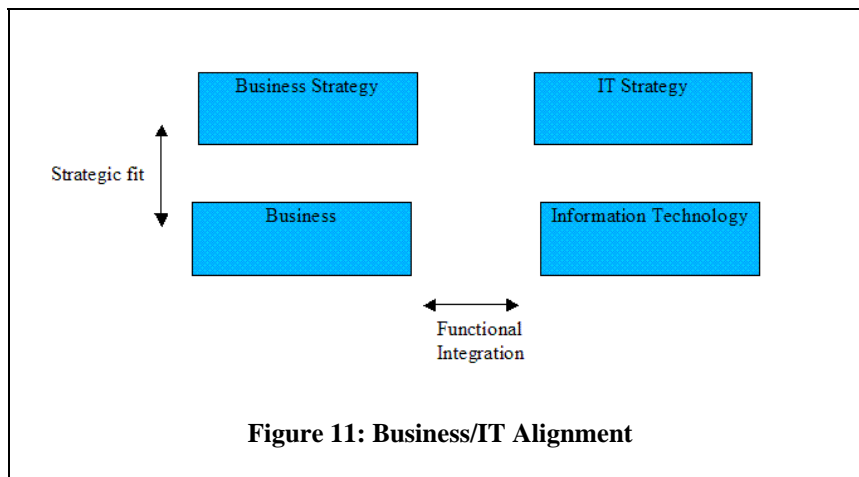 Business Strategy
IT Strategy
Strategic fit
Business
Information Technology
Functional
Integration
Figure 11: Business/IT Alignment